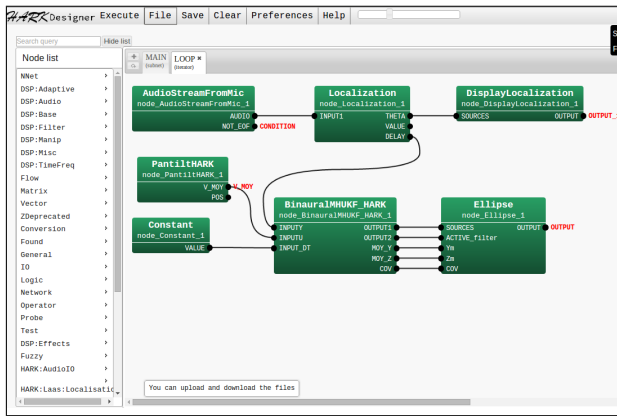 HARK Designer Execute File Save Clear Preferences Help
Search query Hide list
Node list
NNet
DSP:Adaptive
DSP:Audio
DSP:Base
DSP:Filter
DSP:Manip
DSP:Misc
DSP:TimeFreq
Flow
Matrix
Vector
ZDeprecated
Conversion
Found
General
IO
Logic
Network
Operator
Probe
Test
DSP:Effects
Fuzzy
HARK:AudioIO
HARK:Laas:Localisatic
MAIN
(subnet)
LOOP ×
(iterator)
S
F
AudioStreamFromMic
node_AudioStreamFromMic_1
AUDIO
NOT_EOF CONDITION
Localization
node_Localization_1
INPUT1 THETA
VALUE
DELAY
DisplayLocalization
node_DisplayLocalization_1
SOURCES OUTPUT OUTPUT_
PantiltHARK
node_PantiltHARK_1
V_MOY V_MOY
POS
Constant
node_Constant_1
VALUE
BinauralMHUKF_HARK
node_BinauralMHUKF_HARK_1
INPUTY OUTPUT1
INPUTU OUTPUT2
INPUT_DT MOY_Y
MOY_Z
COV
Ellipse
node_Ellipse_1
SOURCES OUTPUT OUTPUT
ACTIVE_filter
Ym
Zm
COV
You can upload and download the files